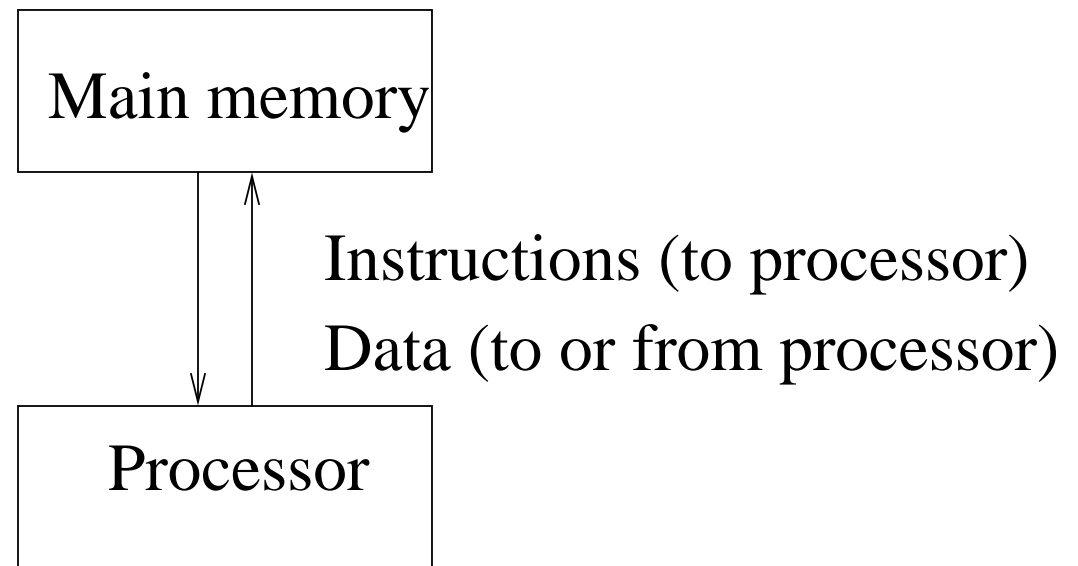 Main memory
Instructions (to processor)
Data (to or from processor)
Processor